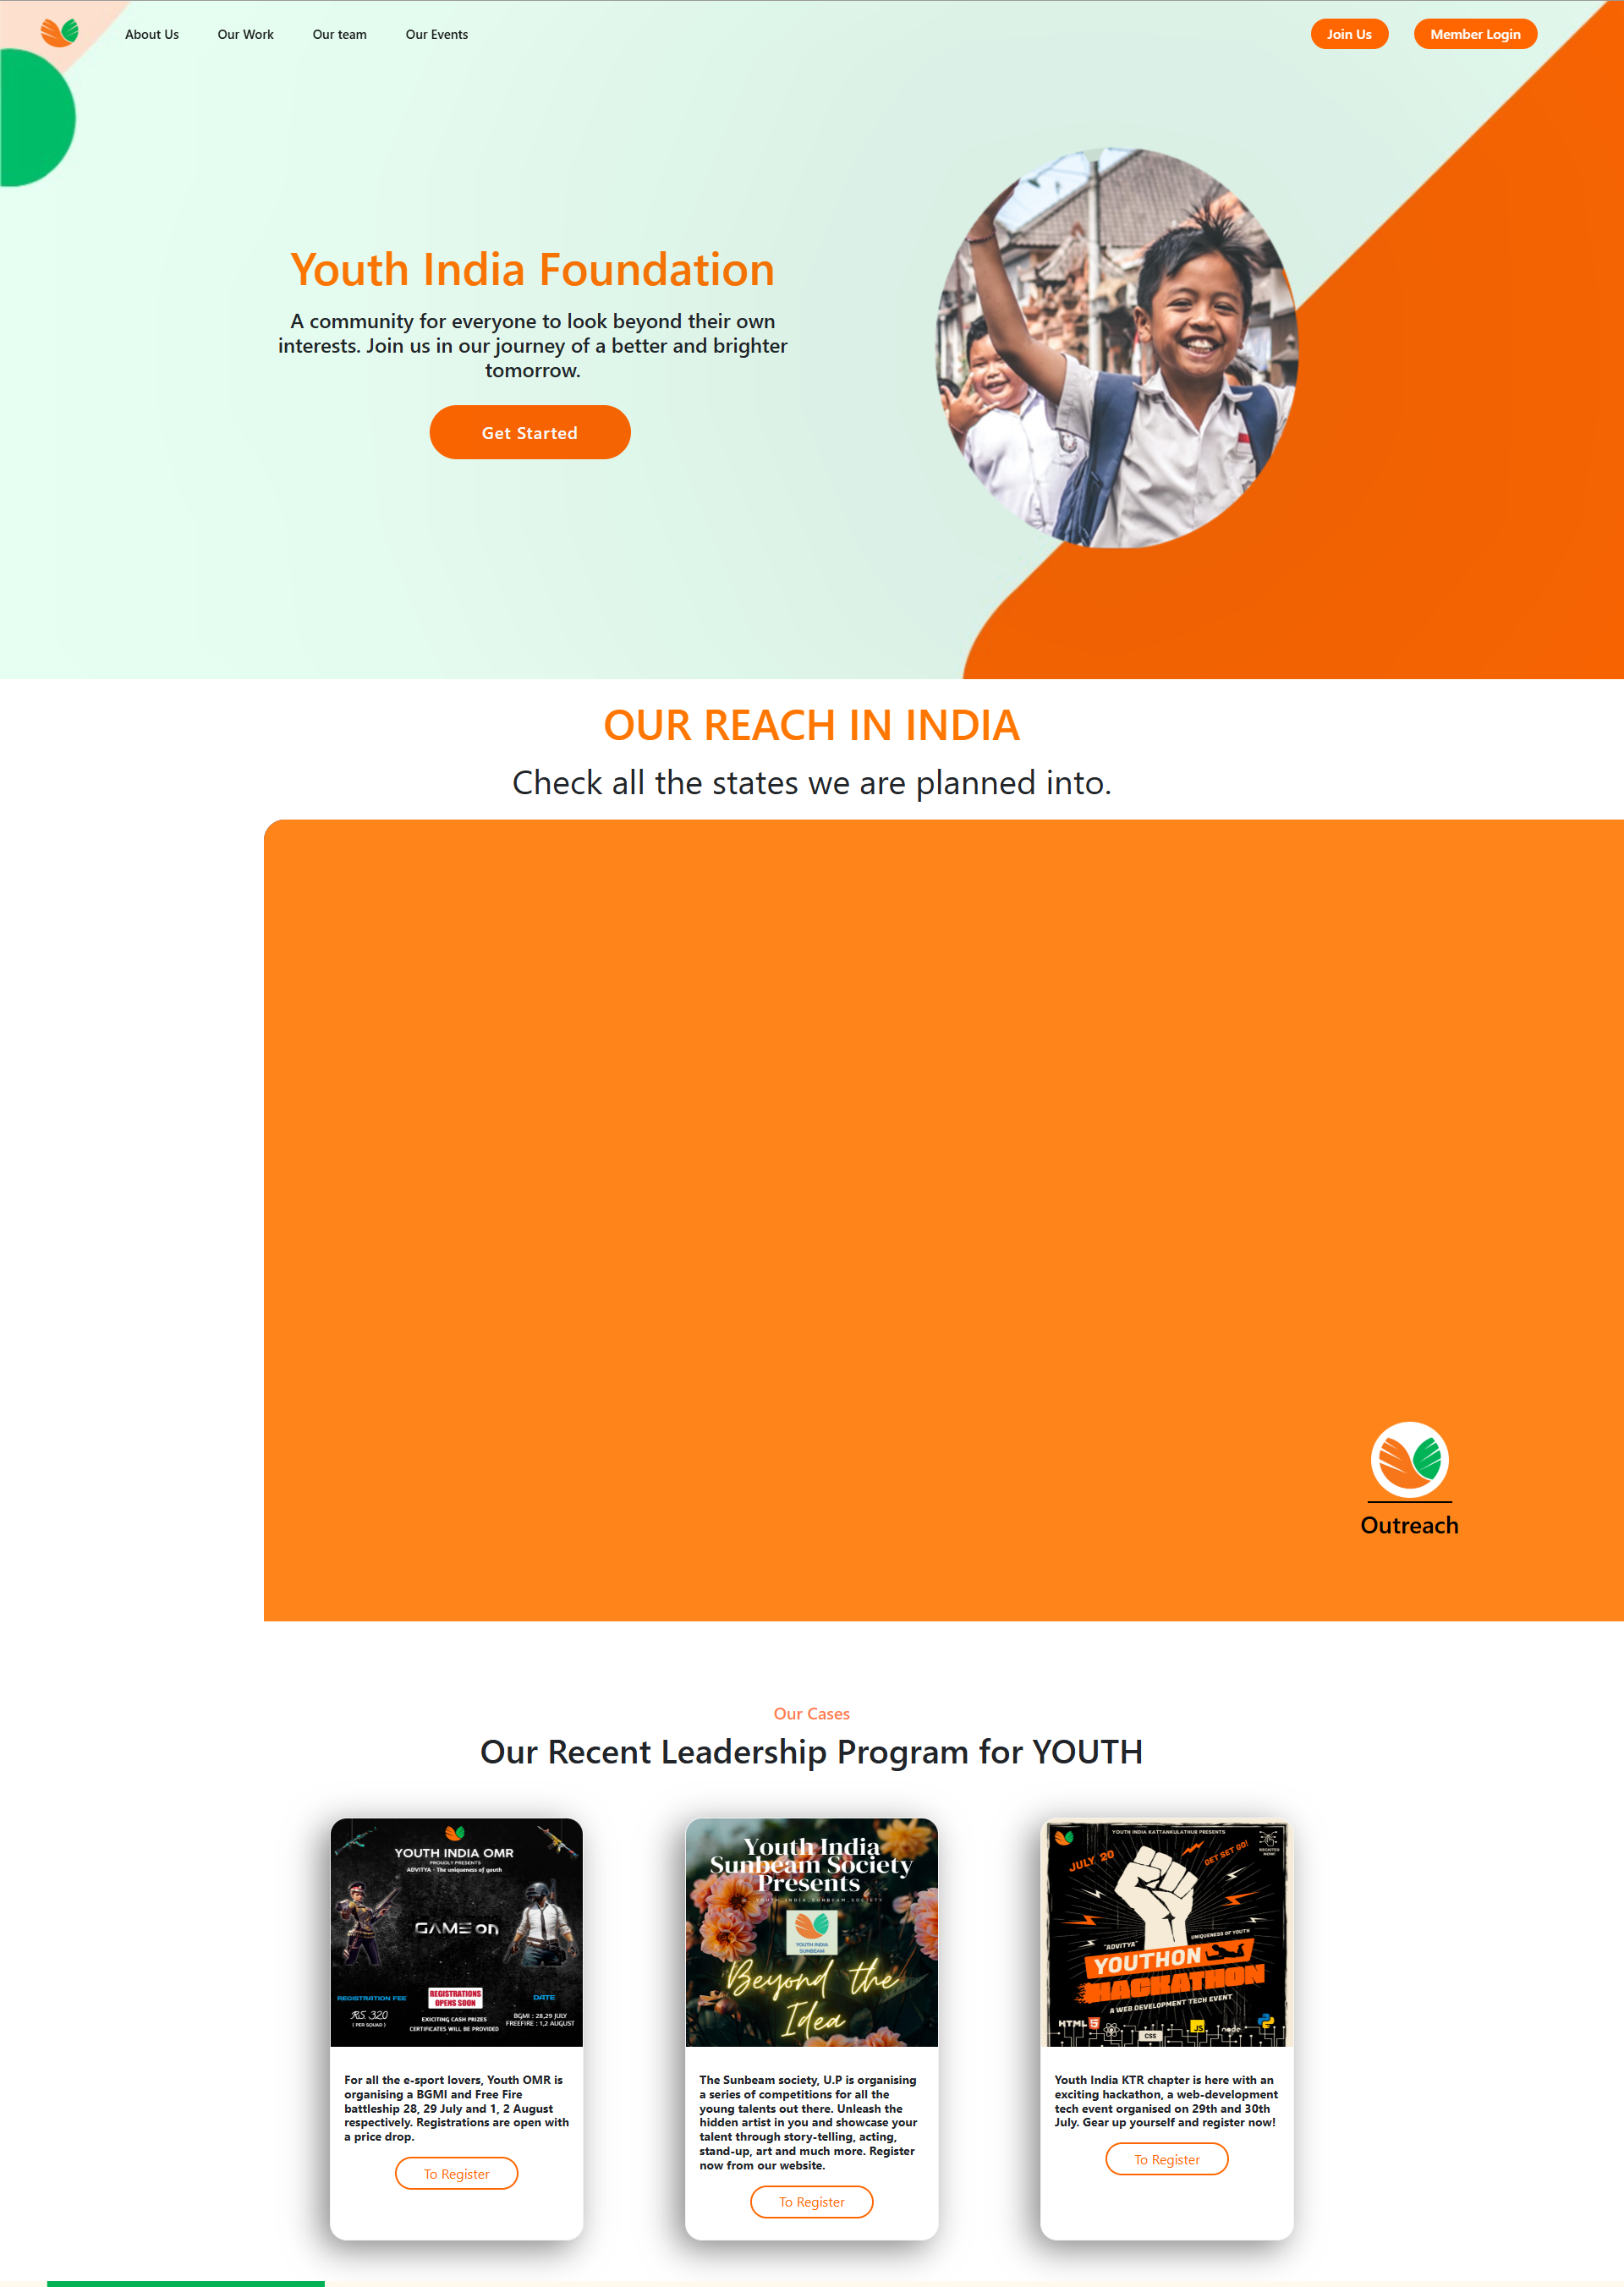 About Us
Our Work
Our team
Our Events
Join Us
Member Login
Youth India Foundation
A community for everyone to look beyond their own
interests. Join us in our journey of a better and brighter
tomorrow.
Get Started
OUR REACH IN INDIA
Check all the states we are planned into.
Outreach
Our Cases
Our Recent Leadership Program for YOUTH
YOUTH INDIA OMR
PROUDLY PRESENTS
ADVITYA - The uniqueness of youth
GAME on
REGISTRATION FEE
RS. 320
( PER SQUAD )
REGISTRATIONS
OPENS SOON
EXICITING CASH PRIZES
CERTIFICATES WILL BE PROVIDED
DATE
BGMI : 28,29 JULY
FREEFIRE : 1,2 AUGUST
For all the e-sport lovers, Youth OMR is
organising a BGMI and Free Fire
battleship 28, 29 July and 1, 2 August
respectively. Registrations are open with
a price drop.
To Register
Youth India
Sunbeam Society
Presents
YOUTH_INDIA_SUNBEAM_SOCIETY
YOUTH INDIA
SUNBEAM
Beyond the
Idea
The Sunbeam society, U.P is organising
a series of competitions for all the
young talents out there. Unleash the
hidden artist in you and showcase your
talent through story-telling, acting,
stand-up, art and much more. Register
now from our website.
To Register
YOUTH INDIA KATTANKULATHUR PRESENTS
JULY '20
GET SET GO!
REGISTER
NOW!
"ADVITYA"
UNIQUENESS OF YOUTH
YOUTHON
HACKATHON
A WEB DEVELOPMENT TECH EVENT
HTML 5
CSS
JS
node
Youth India KTR chapter is here with an
exciting hackathon, a web-development
tech event organised on 29th and 30th
July. Gear up yourself and register now!
To Register